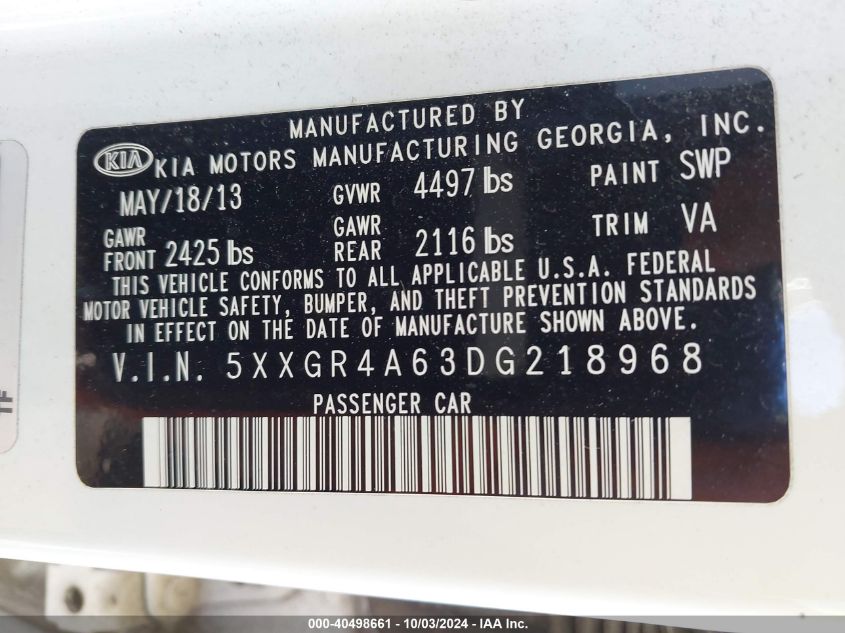 MANUFACTURED BY
KIA KIA MOTORS MANUFACTURING GEORGIA, INC.
MAY/18/13 GVWR 4497 lbs PAINT SWP
GAWR FRONT 2425 lbs GAWR REAR 2116 lbs TRIM VA
THIS VEHICLE CONFORMS TO ALL APPLICABLE U.S.A. FEDERAL
MOTOR VEHICLE SAFETY, BUMPER, AND THEFT PREVENTION STANDARDS
IN EFFECT ON THE DATE OF MANUFACTURE SHOWN ABOVE.
V.I.N. 5XXGR4A63DG218968
PASSENGER CAR
000-40498661 - 10/03/2024 - IAA Inc.